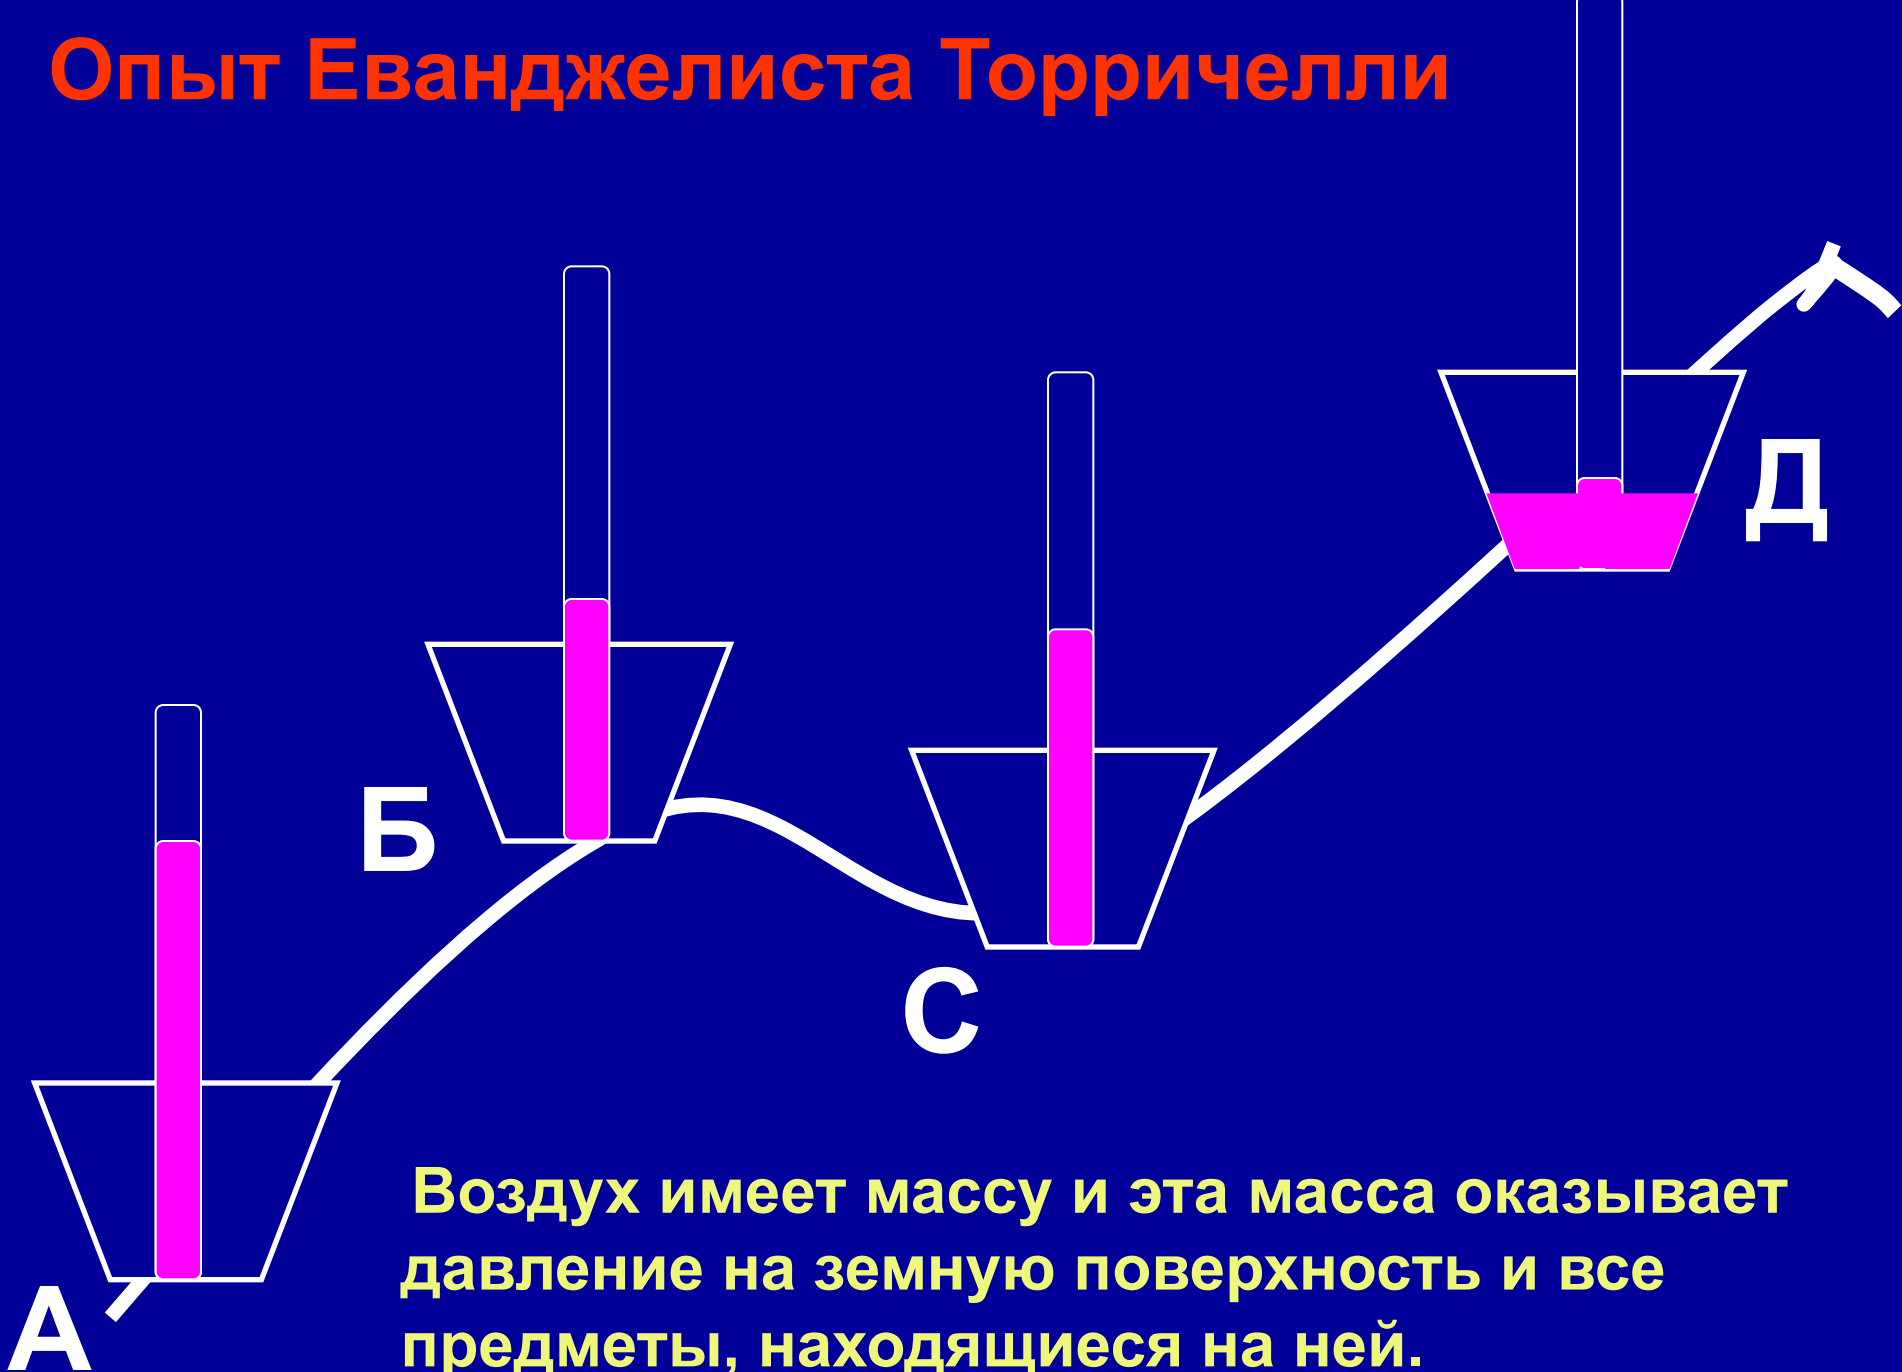 Опыт Еванджелиста Торричелли
Д
Б
С
А
Воздух имеет массу и эта масса оказывает
давление на земную поверхность и все
предметы, находящиеся на ней.